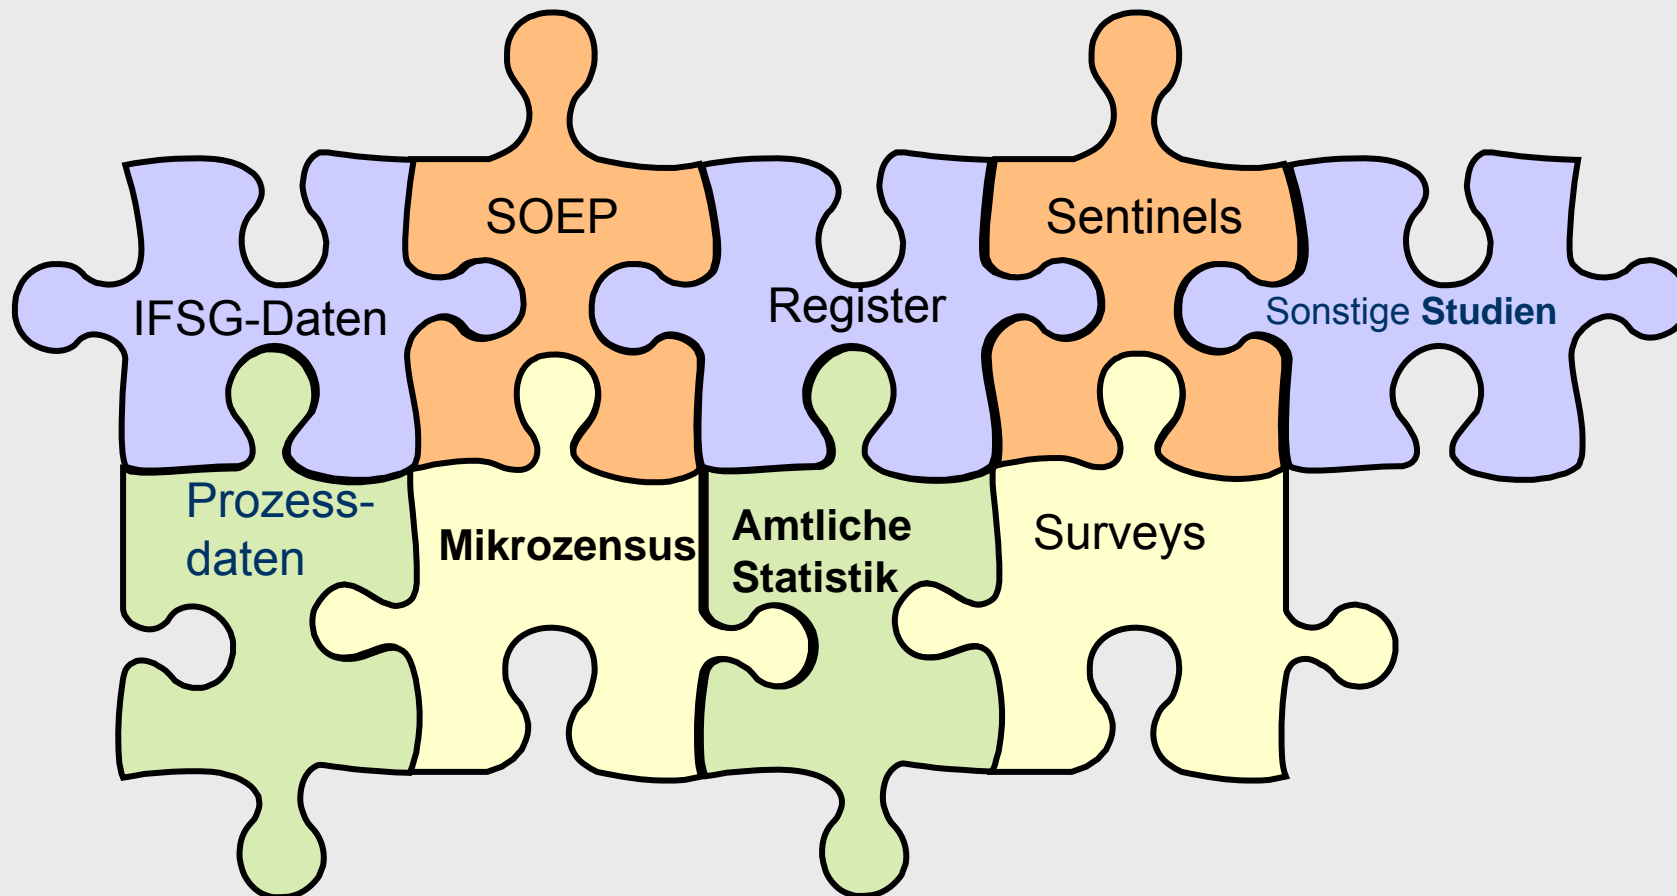 SOEP
Sentinels
IFSG-Daten
Register
Sonstige Studien
Prozess-
daten
Mikrozensus
Amtliche
Statistik
Surveys